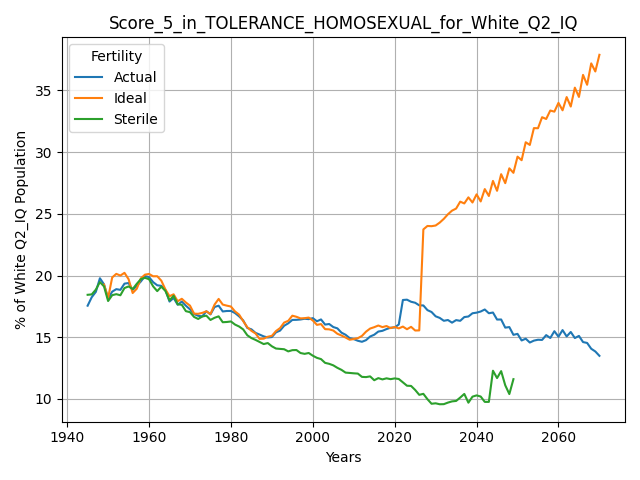 Score_5_in_TOLERANCE_HOMOSEXUAL_for_White_Q2_IQ
Fertility
Actual
Ideal
Sterile
% of White Q2_IQ Population
35
30
25
20
15
10
1940
1960
1980
2000
2020
2040
2060
Years